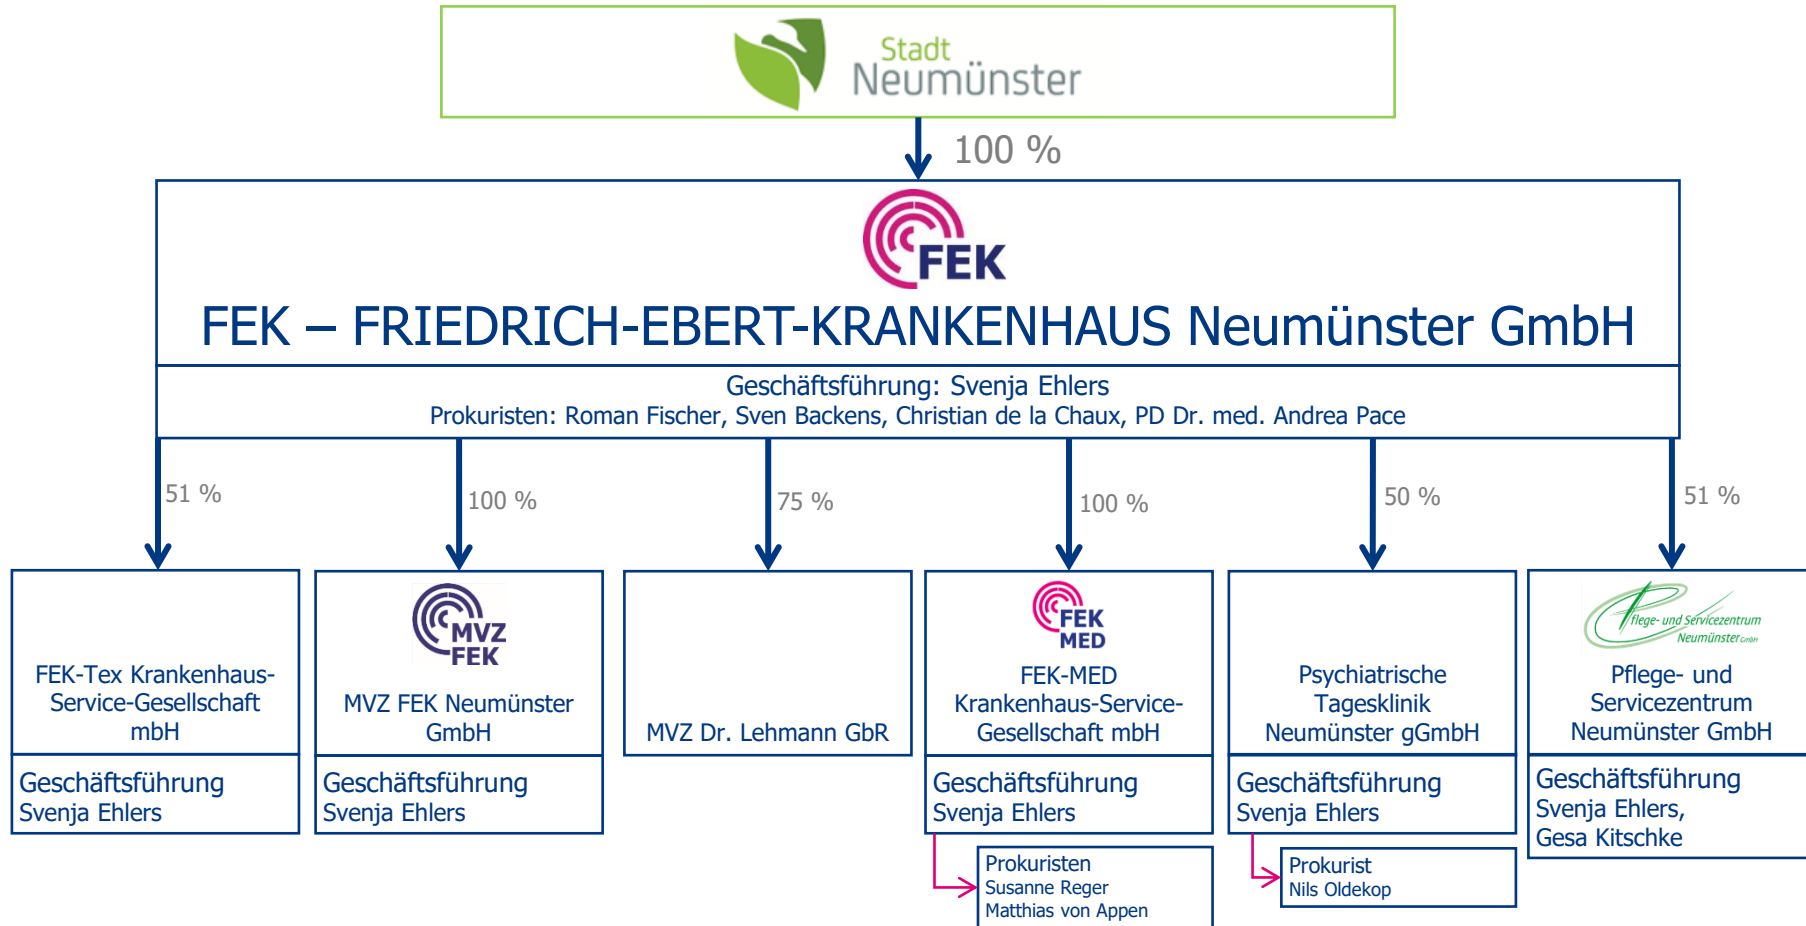 Stadt
Neumünster
100 %
FEK
FEK – FRIEDRICH-EBERT-KRANKENHAUS Neumünster GmbH
Geschäftsführung: Svenja Ehlers
Prokuristen: Roman Fischer, Sven Backens, Christian de la Chaux, PD Dr. med. Andrea Pace
51 %
100 %
75 %
100 %
50 %
51 %
FEK-Tex Krankenhaus-
Service-Gesellschaft
mbH
Geschäftsführung
Svenja Ehlers
MVZ
FEK
MVZ FEK Neumünster
GmbH
Geschäftsführung
Svenja Ehlers
MVZ Dr. Lehmann GbR
FEK
MED
FEK-MED
Krankenhaus-Service-
Gesellschaft mbH
Geschäftsführung
Svenja Ehlers
Prokuristen
Susanne Reger
Matthias von Appen
Psychiatrische
Tagesklinik
Neumünster gGmbH
Geschäftsführung
Svenja Ehlers
Prokurist
Nils Oldekop
Pflege- und Servicezentrum
Neumünster GmbH
Pflege- und
Servicezentrum
Neumünster GmbH
Geschäftsführung
Svenja Ehlers,
Gesa Kitschke